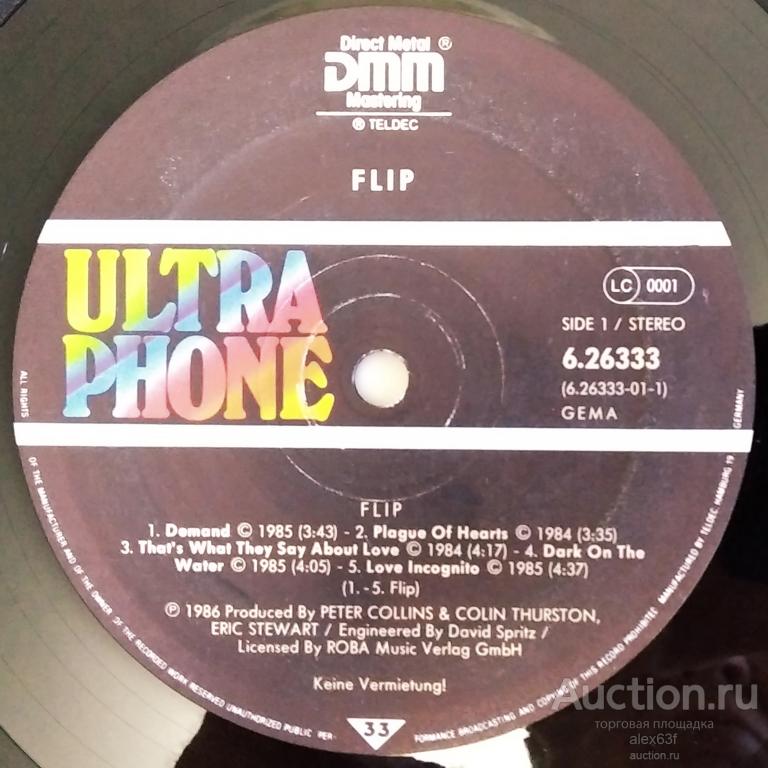 Direct Metal ®
DMM
Mastering
® TELDEC
FLIP
ULTRA
PHONE
LC 0001
SIDE 1 / STEREO
6.26333
(6.26333-01-1)
GEMA
FLIP
1. Demand © 1985 (3:43) - 2. Plague Of Hearts © 1984 (3:35)
3. That's What They Say About Love © 1984 (4:17) - 4. Dark On The
Water © 1985 (4:05) - 5. Love Incognito © 1985 (4:37)
(1. - 5. Flip)
℗ 1986 Produced By PETER COLLINS & COLIN THURSTON,
ERIC STEWART / Engineered By David Spritz /
Licensed By ROBA Music Verlag GmbH
Keine Vermietung!
33
ALL RIGHTS OF THE MANUFACTURER AND OF THE OWNER OF THE RECORDED WORK RESERVED UNAUTHORIZED PUBLIC PER-
FORMANCE BROADCASTING AND COPYING OF THIS RECORD PROHIBITED MANUFACTURED BY TELDEC HAMBURG 19 GERMANY
Auction.ru
торговая площадка
alex63f
auction.ru